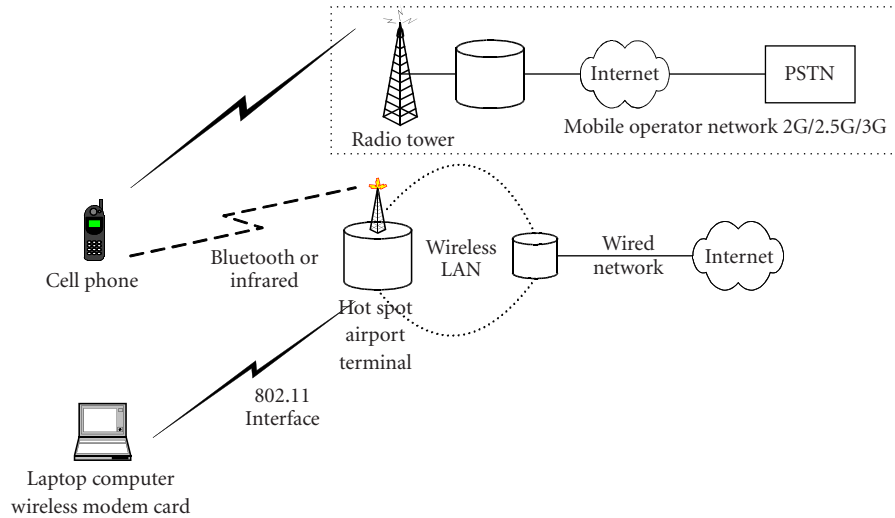 Internet
PSTN
Radio tower
Mobile operator network 2G/2.5G/3G
Cell phone
Bluetooth or
infrared
Wireless
LAN
Wired
network
Internet
Hot spot
airport
terminal
802.11
Interface
Laptop computer
wireless modem card